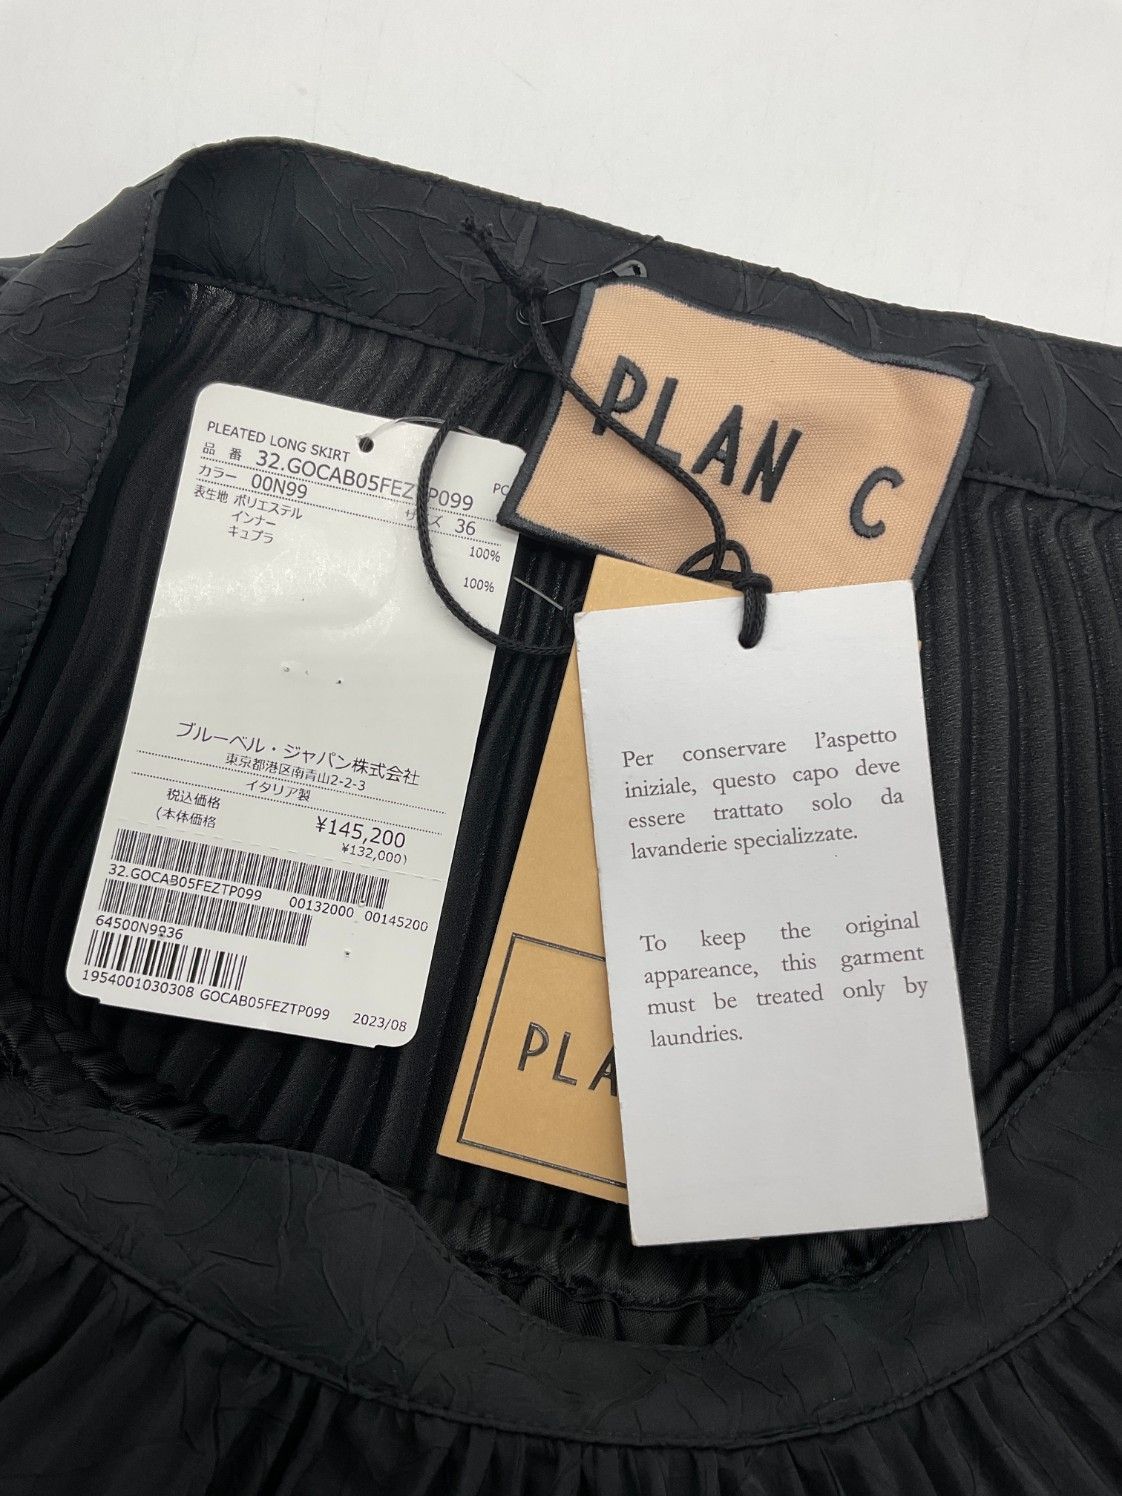 PLAN C
PLEATED LONG SKIRT
品 番 32.GOCAB05FEZTP099
カラー 00N99
サイズ 36
表生地 ポリエステル 100%
インナー
キュプラ 100%
ブルーベル・ジャパン株式会社
東京都港区南青山2-2-3
イタリア製
税込価格 ¥145,200
(本体価格 ¥132,000)
32.GOCAB05FEZTP099 00132000 00145200
64500N9936
1954001030308 GOCAB05FEZTP099 2023/08
PLA
Per conservare l'aspetto
iniziale, questo capo deve
essere trattato solo da
lavanderie specializzate.
To keep the original
appareance, this garment
must be treated only by
laundries.